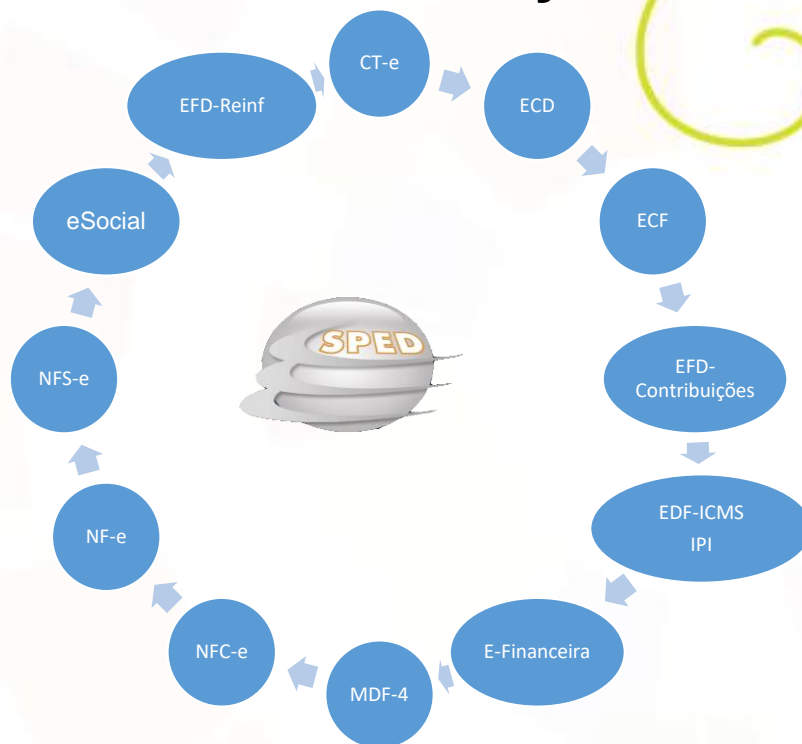 CT-e
ECD
ECF
EFD-
Contribuições
EDF-ICMS
IPI
E-Financeira
MDF-4
NFC-e
NF-e
NFS-e
eSocial
EFD-Reinf
SPED